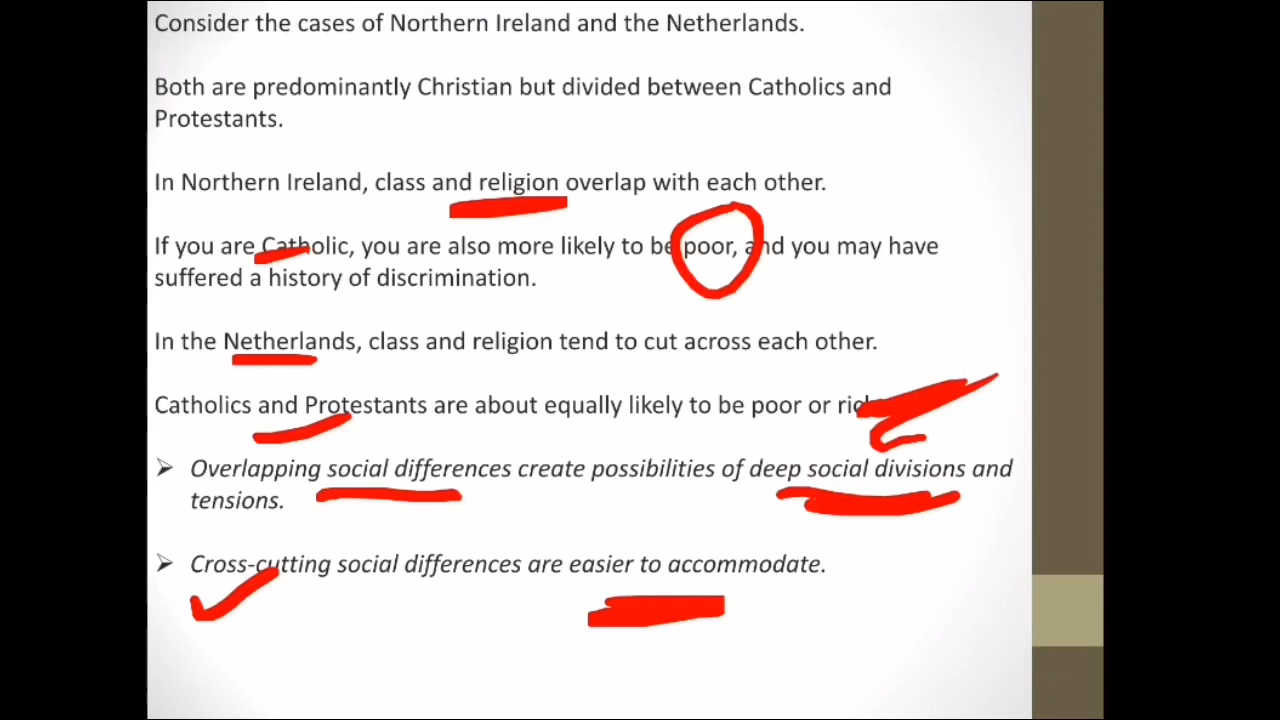 Consider the cases of Northern Ireland and the Netherlands.
Both are predominantly Christian but divided between Catholics and
Protestants.
In Northern Ireland, class and religion overlap with each other.
If you are Catholic, you are also more likely to be poor, and you may have
suffered a history of discrimination.
In the Netherlands, class and religion tend to cut across each other.
Catholics and Protestants are about equally likely to be poor or
➢ Overlapping social differences create possibilities of deep social divisions and
tensions.
➢ Cross-cutting social differences are easier to accommodate.